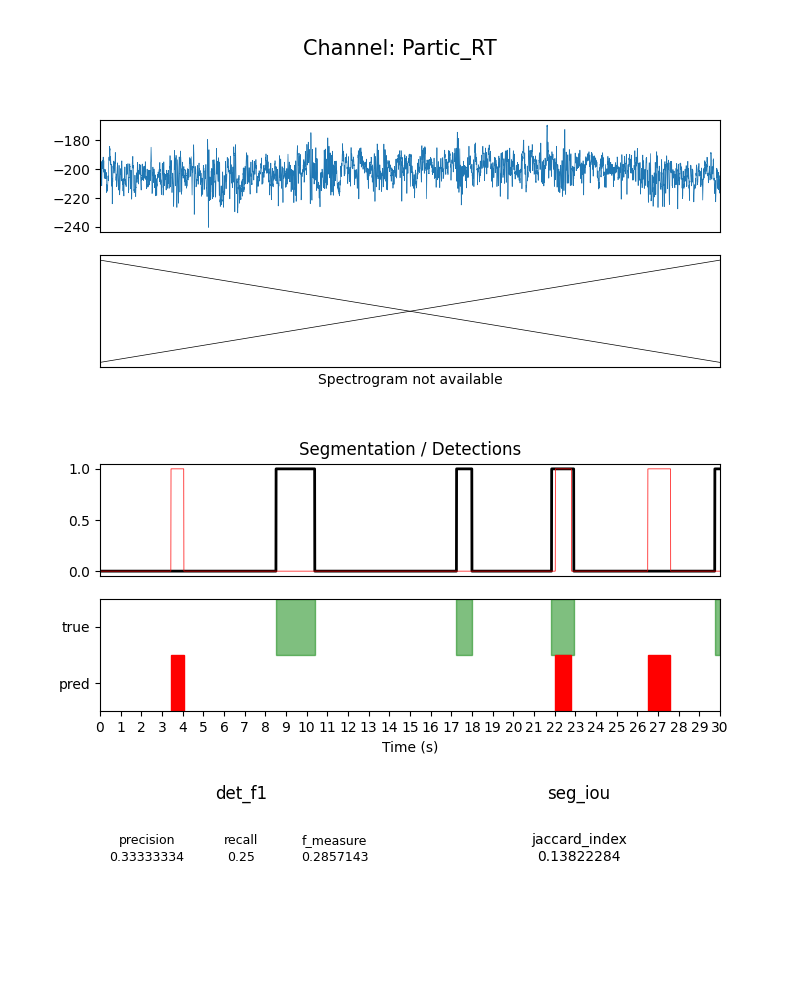 Channel: Partic_RT
−180
−200
−220
−240
Spectrogram not available
Segmentation / Detections
1.0
0.5
0.0
true
pred
0 1 2 3 4 5 6 7 8 9 10 11 12 13 14 15 16 17 18 19 20 21 22 23 24 25 26 27 28 29 30
Time (s)
det_f1 seg_iou
precision recall f_measure jaccard_index
0.33333334 0.25 0.2857143 0.13822284